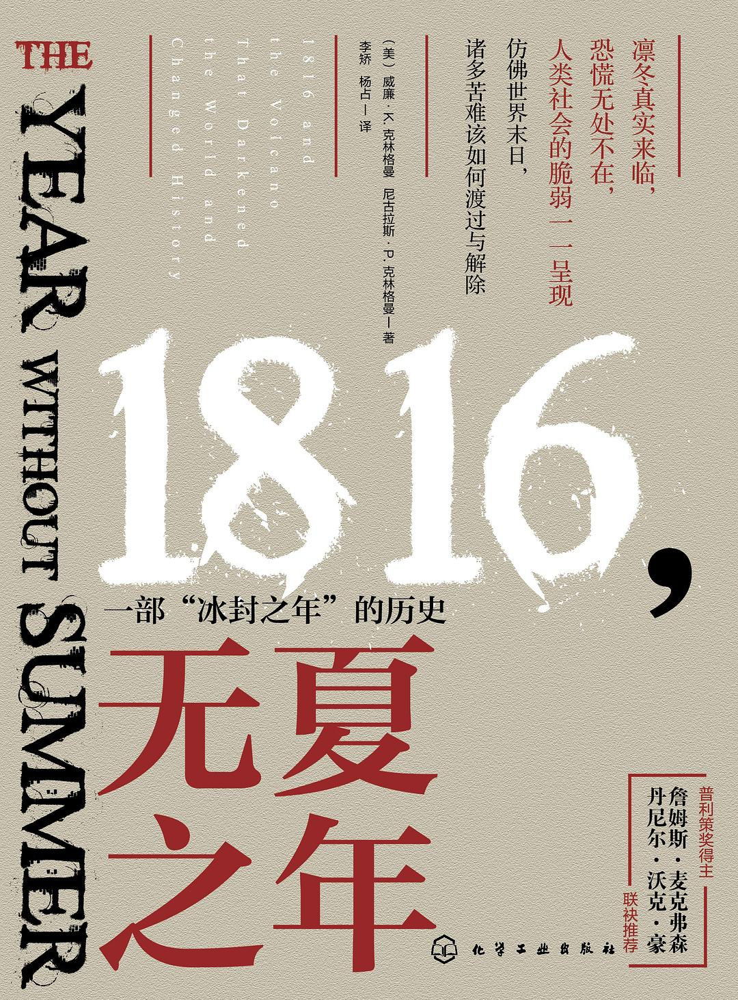 THE
YEAR WITHOUT SUMMER
凛冬真实来临，
恐慌无处不在，
人类社会的脆弱一一呈现
仿佛世界末日，
诸多苦难该如何渡过与解除
（美）威廉·K.克林格曼 尼古拉斯·P.克林格曼—著
李矫 杨占—译
1816 and
the Volcano
That Darkened
the World and
Changed History
1816，
一部“冰封之年”的历史
无夏
之年
普利策奖得主
詹姆斯·麦克弗森
丹尼尔·沃克·豪
联袂推荐
化学工业出版社